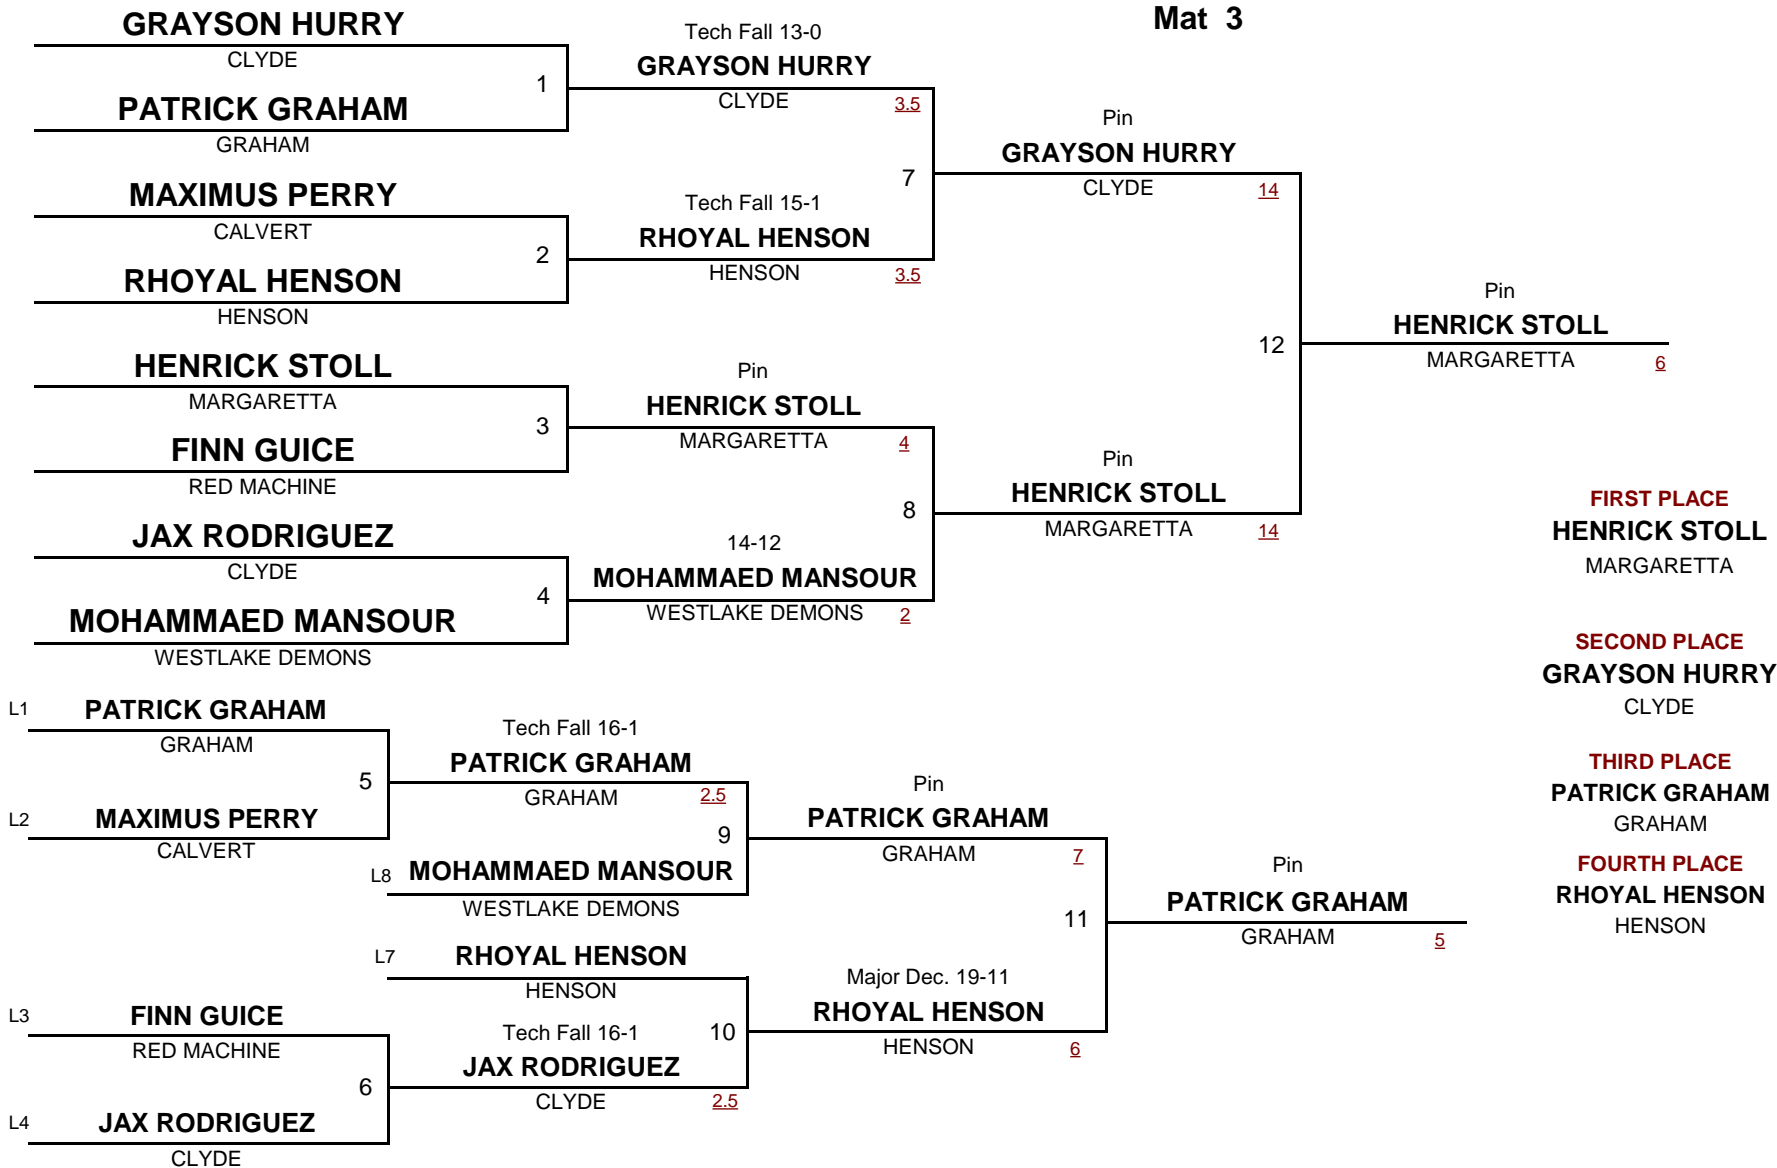 Mat 3
GRAYSON HURRY
CLYDE
1
PATRICK GRAHAM
GRAHAM
Tech Fall 13-0
GRAYSON HURRY
CLYDE 3.5
MAXIMUS PERRY
CALVERT
2
RHOYAL HENSON
HENSON
Tech Fall 15-1
RHOYAL HENSON
HENSON 3.5
7
Pin
GRAYSON HURRY
CLYDE 14
HENRICK STOLL
MARGARETTA
3
FINN GUICE
RED MACHINE
Pin
HENRICK STOLL
MARGARETTA 4
JAX RODRIGUEZ
CLYDE
4
MOHAMMAED MANSOUR
WESTLAKE DEMONS
14-12
MOHAMMAED MANSOUR
WESTLAKE DEMONS 2
8
Pin
HENRICK STOLL
MARGARETTA 14
12
Pin
HENRICK STOLL
MARGARETTA 6
FIRST PLACE
HENRICK STOLL
MARGARETTA
SECOND PLACE
GRAYSON HURRY
CLYDE
THIRD PLACE
PATRICK GRAHAM
GRAHAM
FOURTH PLACE
RHOYAL HENSON
HENSON
L1 PATRICK GRAHAM
GRAHAM
5
L2 MAXIMUS PERRY
CALVERT
Tech Fall 16-1
PATRICK GRAHAM
GRAHAM 2.5
9
L8 MOHAMMAED MANSOUR
WESTLAKE DEMONS
Pin
PATRICK GRAHAM
GRAHAM 7
L7 RHOYAL HENSON
HENSON
L3 FINN GUICE
RED MACHINE
6
L4 JAX RODRIGUEZ
CLYDE
Tech Fall 16-1
JAX RODRIGUEZ
CLYDE 2.5
10
Major Dec. 19-11
RHOYAL HENSON
HENSON 6
11
Pin
PATRICK GRAHAM
GRAHAM 5